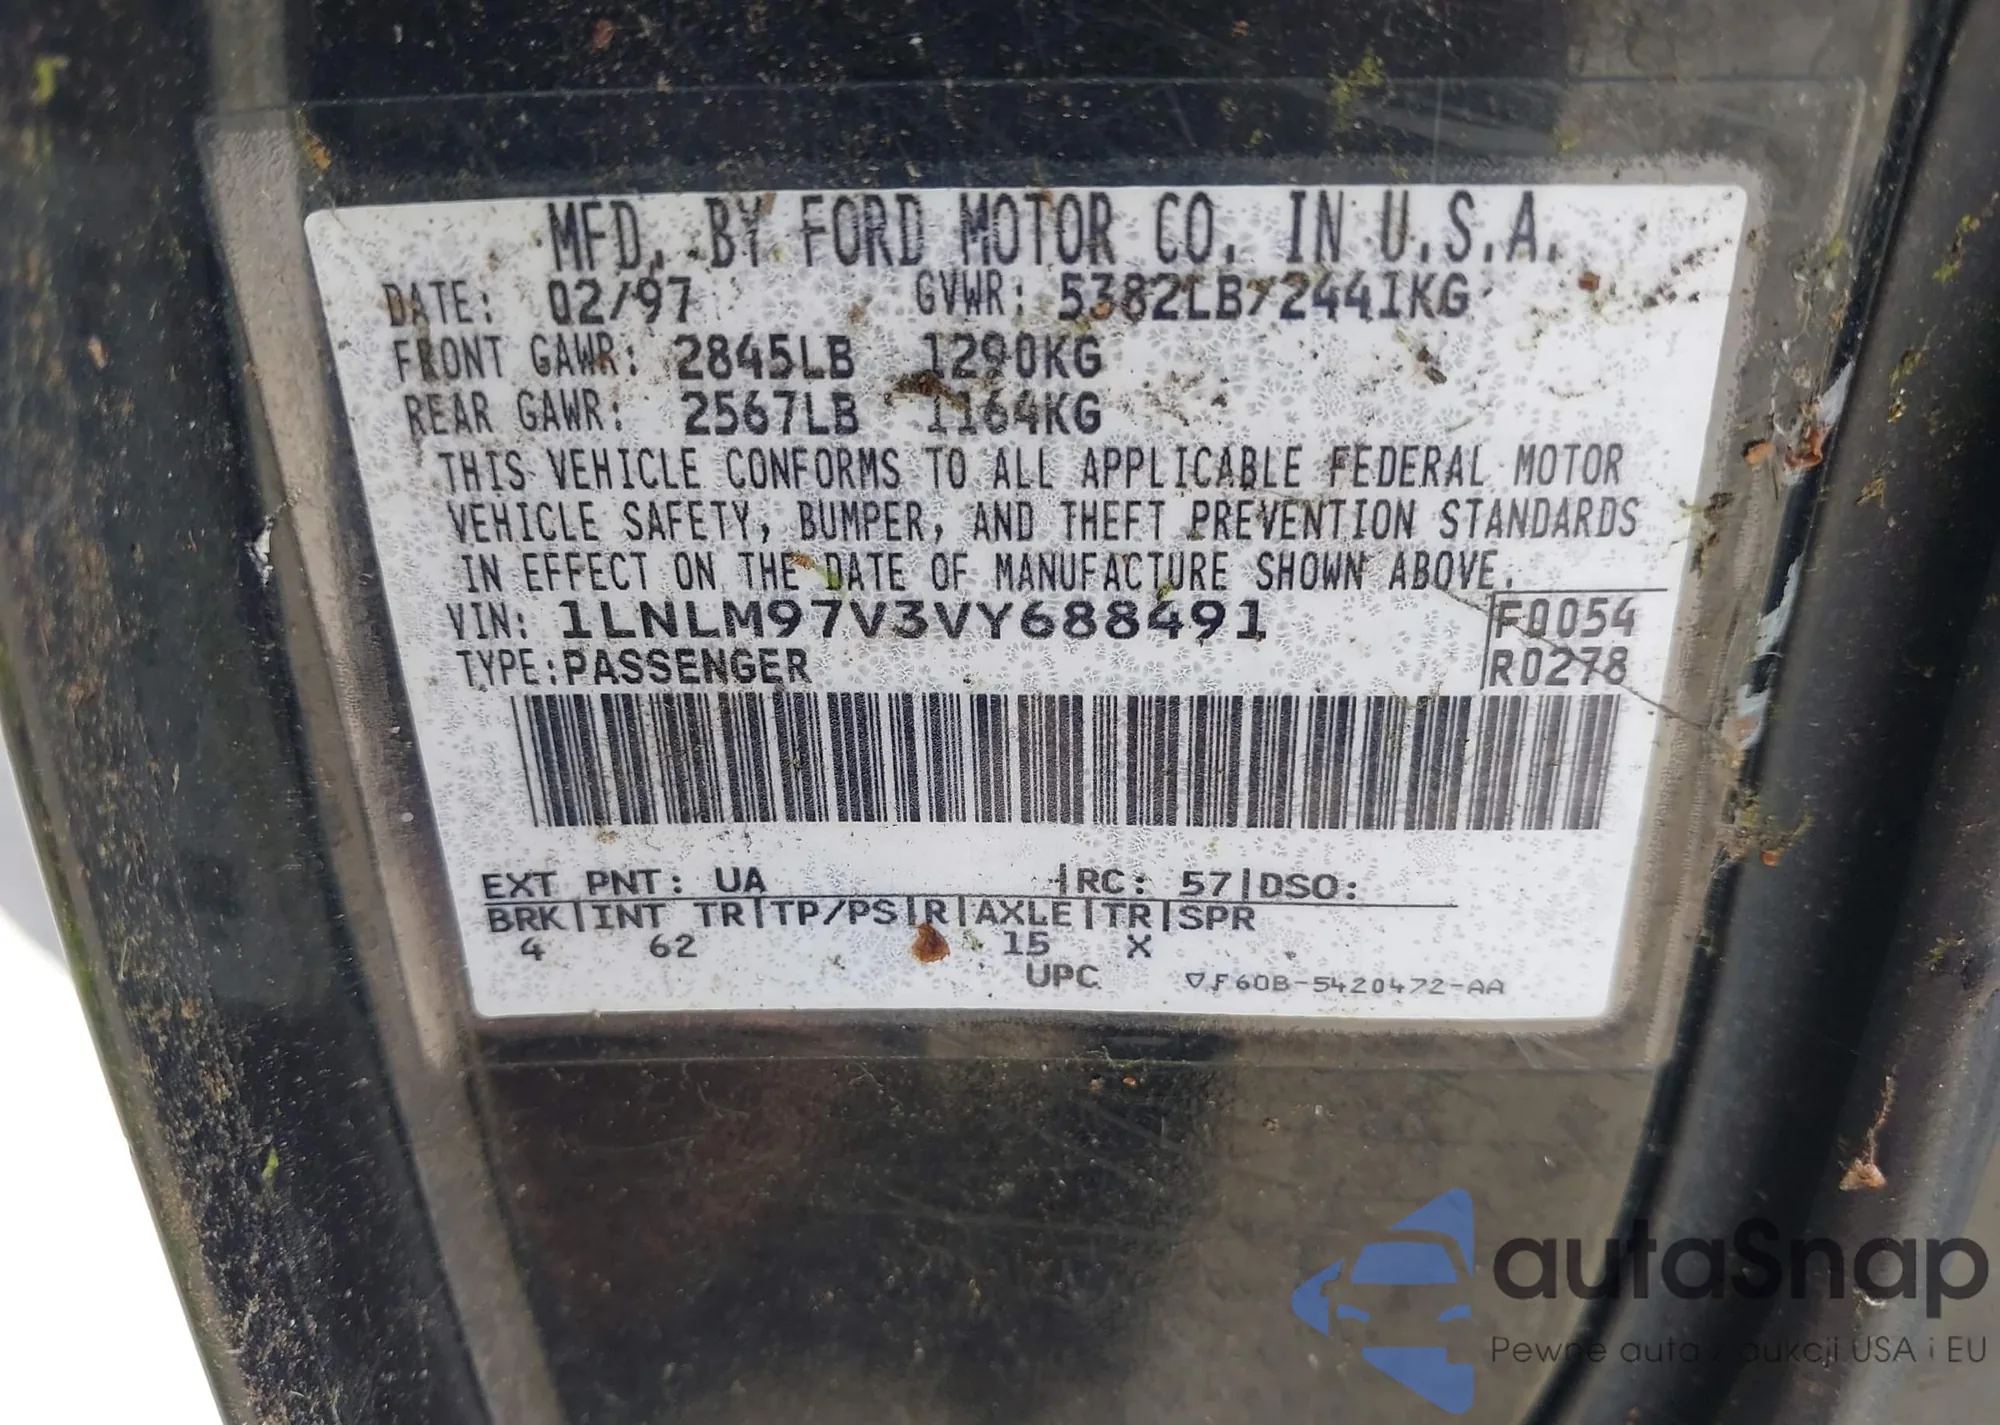 MFD. BY FORD MOTOR CO. IN U.S.A.
DATE: 02/97 GVWR: 5382LB/2441KG
FRONT GAWR: 2845LB 1290KG
REAR GAWR: 2567LB 1164KG
THIS VEHICLE CONFORMS TO ALL APPLICABLE FEDERAL MOTOR
VEHICLE SAFETY, BUMPER, AND THEFT PREVENTION STANDARDS
IN EFFECT ON THE DATE OF MANUFACTURE SHOWN ABOVE.
VIN: 1LNLM97V3VY688491 F0054
TYPE: PASSENGER R0278
EXT PNT: UA |RC: 57|DSO:
BRK|INT TR|TP/PS|R|AXLE|TR|SPR
4 62 15 X
UPC ▽F60B-5420472-AA
autaSnap
Pewne auta z aukcji USA i EU